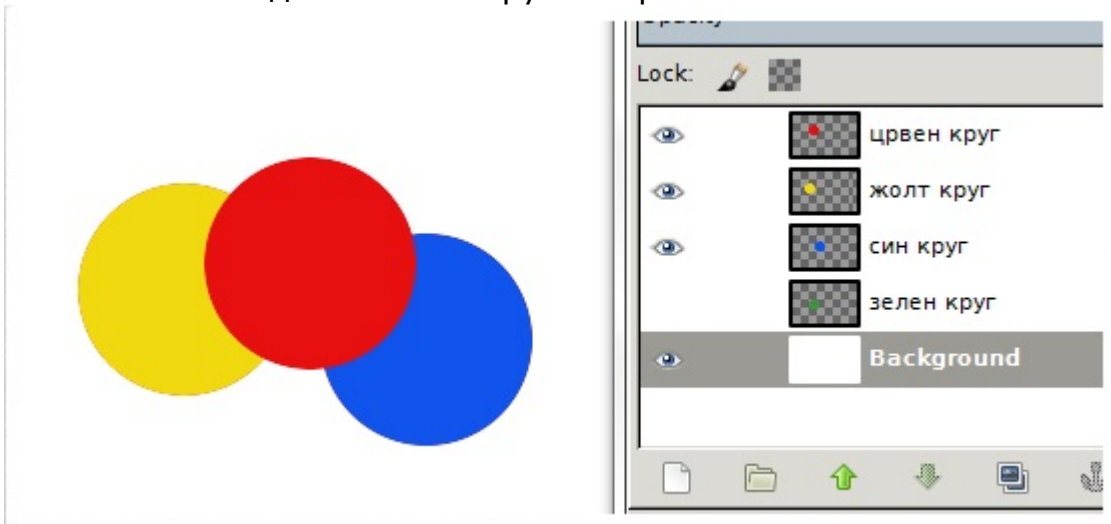 Lock:
црвен круг
жолт круг
син круг
зелен круг
Background